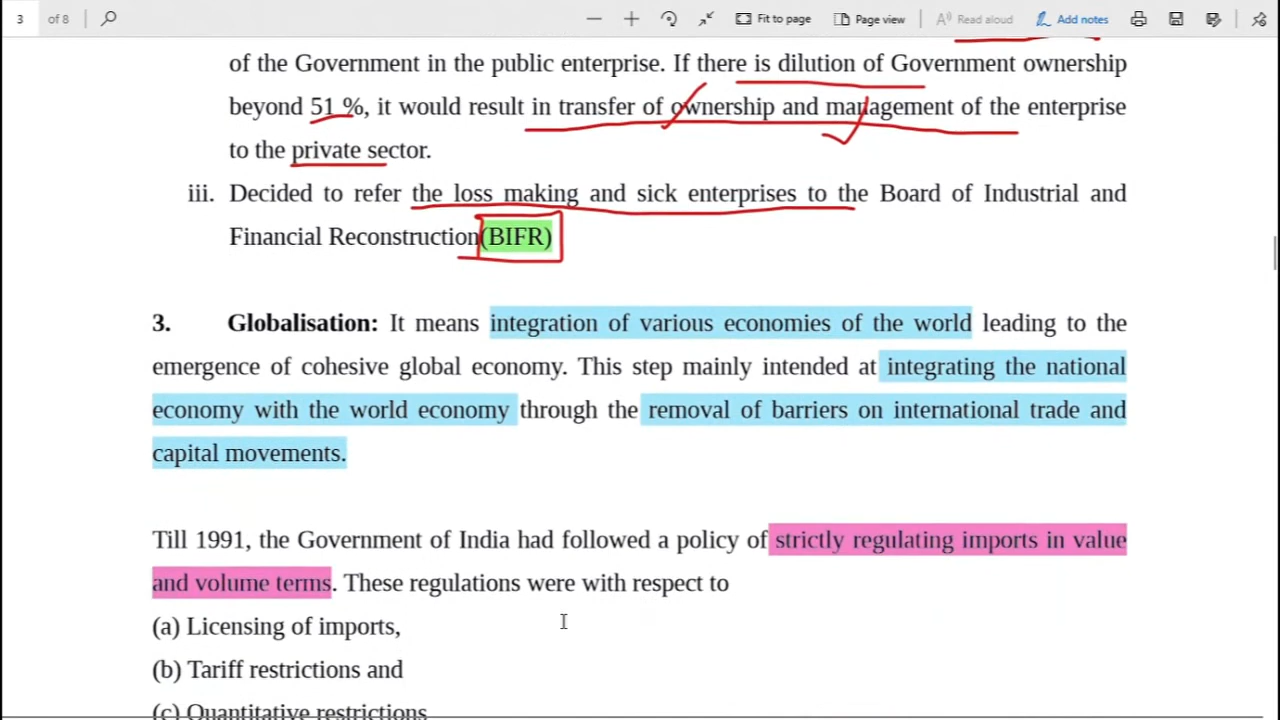 3 of 8 Fit to page Page view Read aloud Add notes
of the Government in the public enterprise. If there is dilution of Government ownership
beyond 51 %, it would result in transfer of ownership and management of the enterprise
to the private sector.
iii. Decided to refer the loss making and sick enterprises to the Board of Industrial and
Financial Reconstruction(BIFR)
3. Globalisation: It means integration of various economies of the world leading to the
emergence of cohesive global economy. This step mainly intended at integrating the national
economy with the world economy through the removal of barriers on international trade and
capital movements.
Till 1991, the Government of India had followed a policy of strictly regulating imports in value
and volume terms. These regulations were with respect to
(a) Licensing of imports,
(b) Tariff restrictions and
(c) Quantitative restrictions